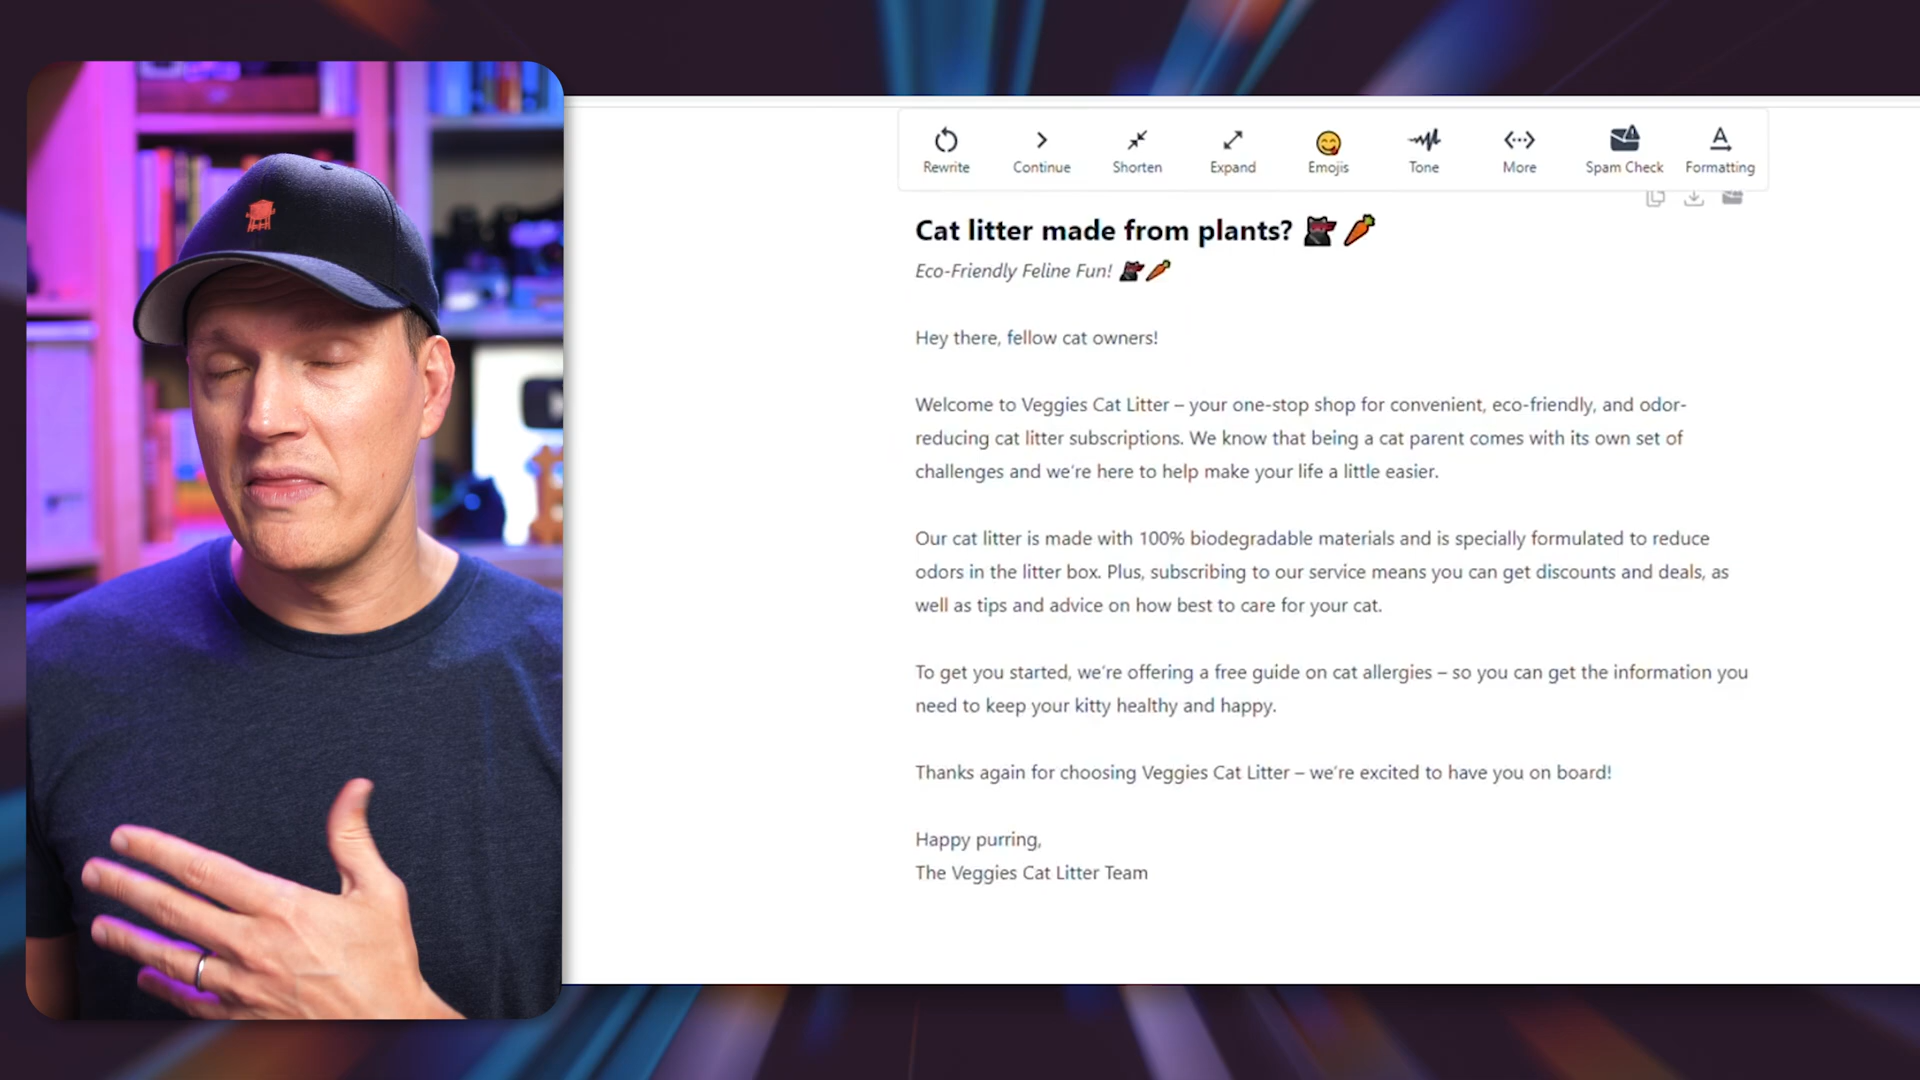 Rewrite
Continue
Shorten
Expand
Emojis
Tone
More
Spam Check
Formatting
Cat litter made from plants?
Eco-Friendly Feline Fun!
Hey there, fellow cat owners!
Welcome to Veggies Cat Litter – your one-stop shop for convenient, eco-friendly, and odor-
reducing cat litter subscriptions. We know that being a cat parent comes with its own set of
challenges and we're here to help make your life a little easier.
Our cat litter is made with 100% biodegradable materials and is specially formulated to reduce
odors in the litter box. Plus, subscribing to our service means you can get discounts and deals, as
well as tips and advice on how best to care for your cat.
To get you started, we're offering a free guide on cat allergies – so you can get the information you
need to keep your kitty healthy and happy.
Thanks again for choosing Veggies Cat Litter – we're excited to have you on board!
Happy purring,
The Veggies Cat Litter Team